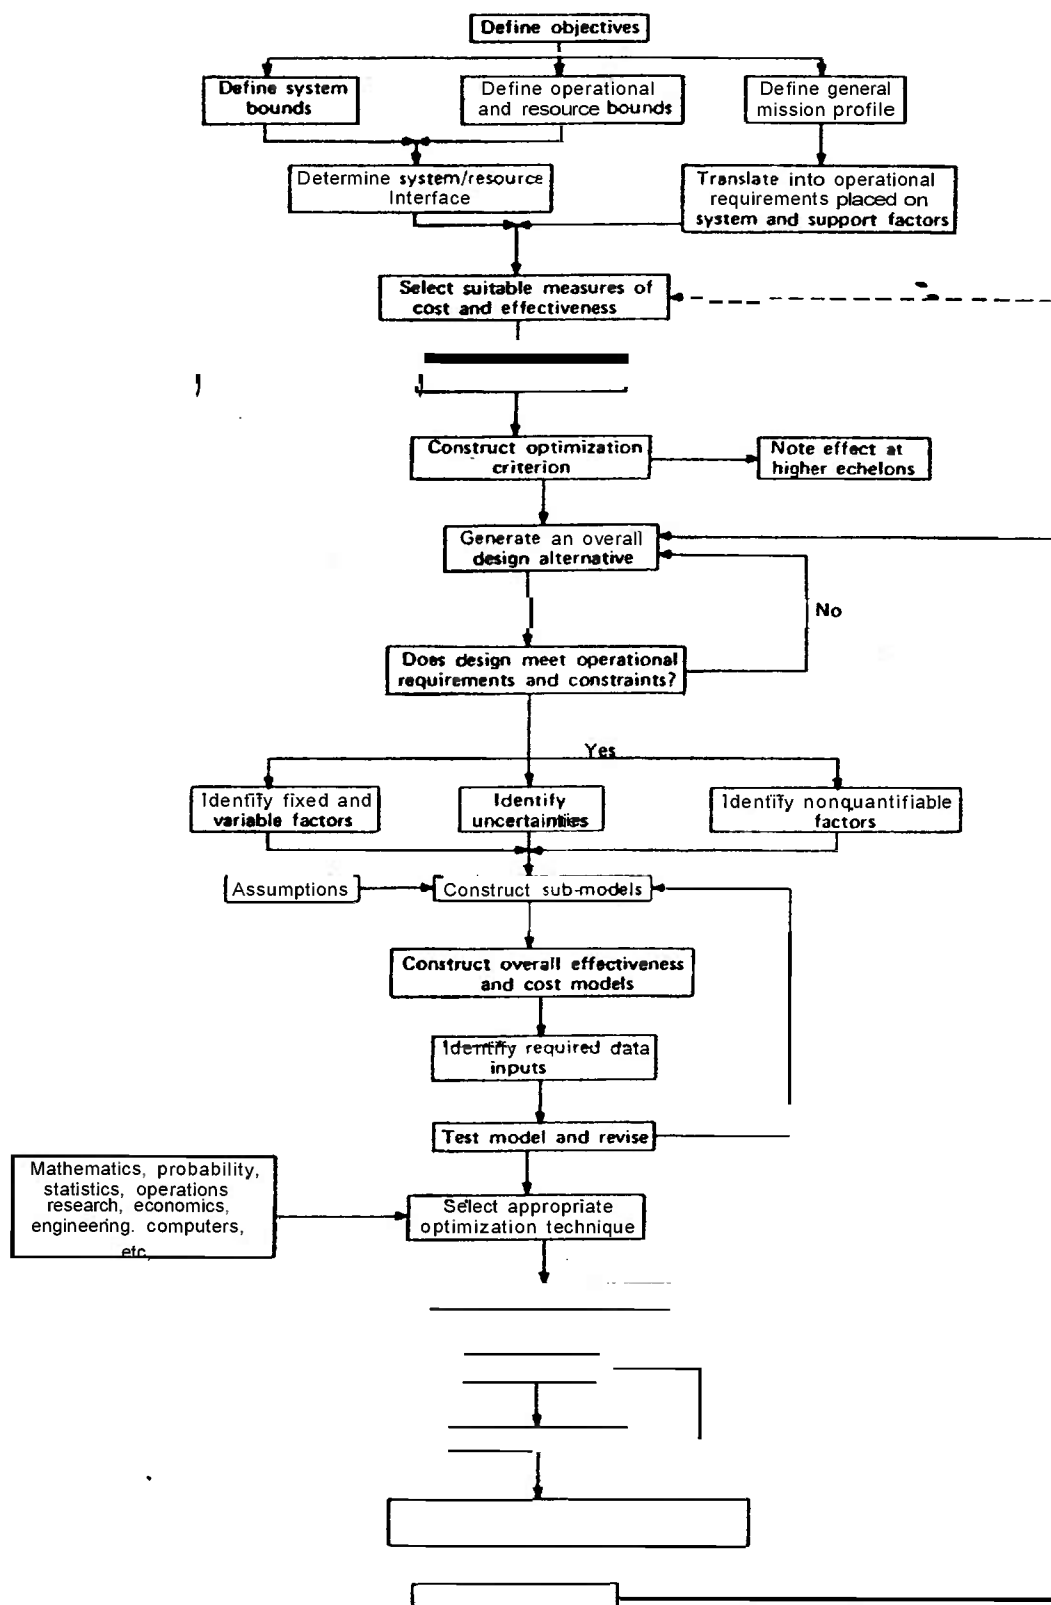 Define objectives
Define system
bounds
Define operational
and resource bounds
Define general
mission profile
Determine system/resource
Interface
Translate into operational
requirements placed on
system and support factors
Select suitable measures of
cost and effectiveness
Construct optimization
criterion
Note effect at
higher echelons
Generate an overall
design alternative
No
Does design meet operational
requirements and constraints?
Yes
Identify fixed and
variable factors
Identify
uncertainties
Identify nonquantifiable
factors
Assumptions
Construct sub-models
Construct overall effectiveness
and cost models
Identify required data
inputs
Test model and revise
Mathematics, probability,
statistics, operations
research, economics,
engineering. computers,
etc.
Select appropriate
optimization technique